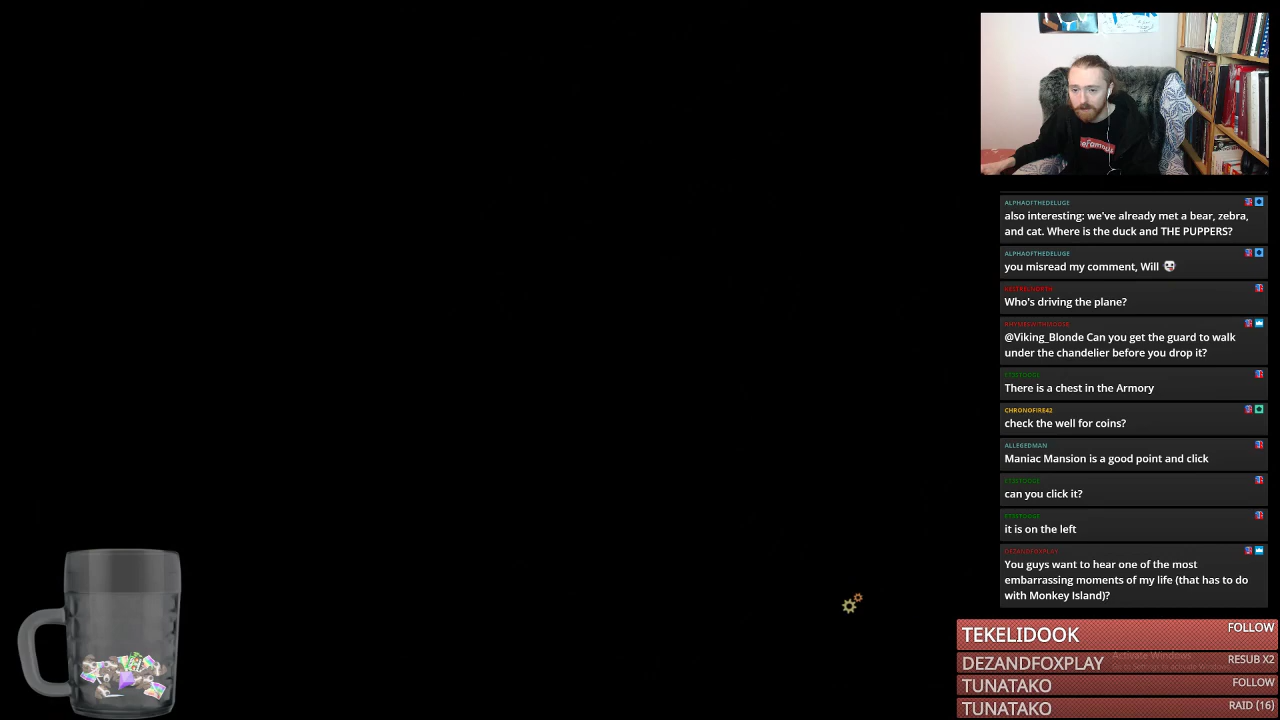 ALPHAOFTHEDELUGE
also interesting: we've already met a bear, zebra,
and cat. Where is the duck and THE PUPPERS?
ALPHAOFTHEDELUGE
you misread my comment, Will
Who's driving the plane?
@Viking_Blonde Can you get the guard to walk
under the chandelier before you drop it?
There is a chest in the Armory
CHRONOFIRE42
check the well for coins?
ALLEGEDMAN
Maniac Mansion is a good point and click
can you click it?
it is on the left
DEZANDFOXPLAY
You guys want to hear one of the most
embarrassing moments of my life (that has to do
with Monkey Island)?
TEKELIDOOK FOLLOW
Activate Windows
DEZANDFOXPLAY RESUB X2
TUNATAKO FOLLOW
TUNATAKO RAID (16)